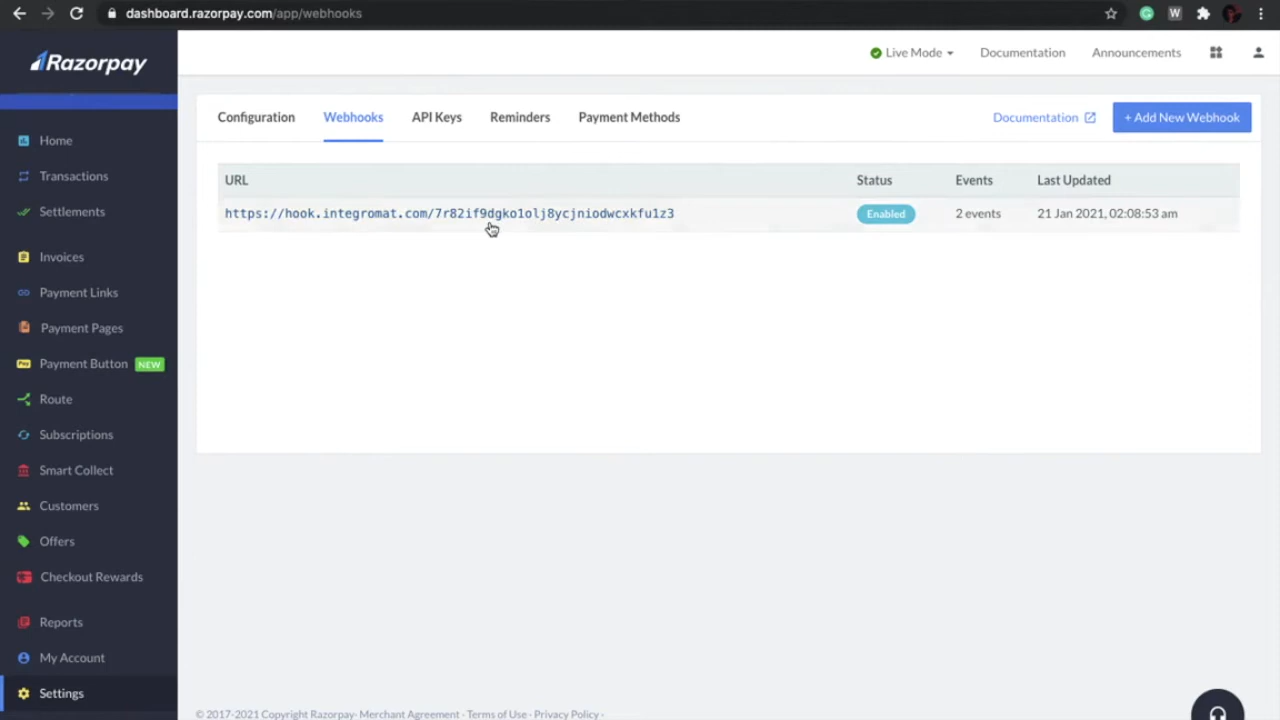 dashboard.razorpay.com/app/webhooks
W
Razorpay
Live Mode
Documentation
Announcements
Home
Transactions
Settlements
Invoices
Payment Links
Payment Pages
Pay
Payment Button NEW
Route
Subscriptions
Smart Collect
Customers
Offers
Checkout Rewards
Reports
My Account
Settings
Configuration
Webhooks
API Keys
Reminders
Payment Methods
Documentation
+ Add New Webhook
URL Status Events Last Updated
https://hook.integromat.com/7r82if9dgko1olj8ycjniodwcxkfu1z3 Enabled 2 events 21 Jan 2021, 02:08:53 am
© 2017-2021 Copyright Razorpay· Merchant Agreement · Terms of Use · Privacy Policy ·